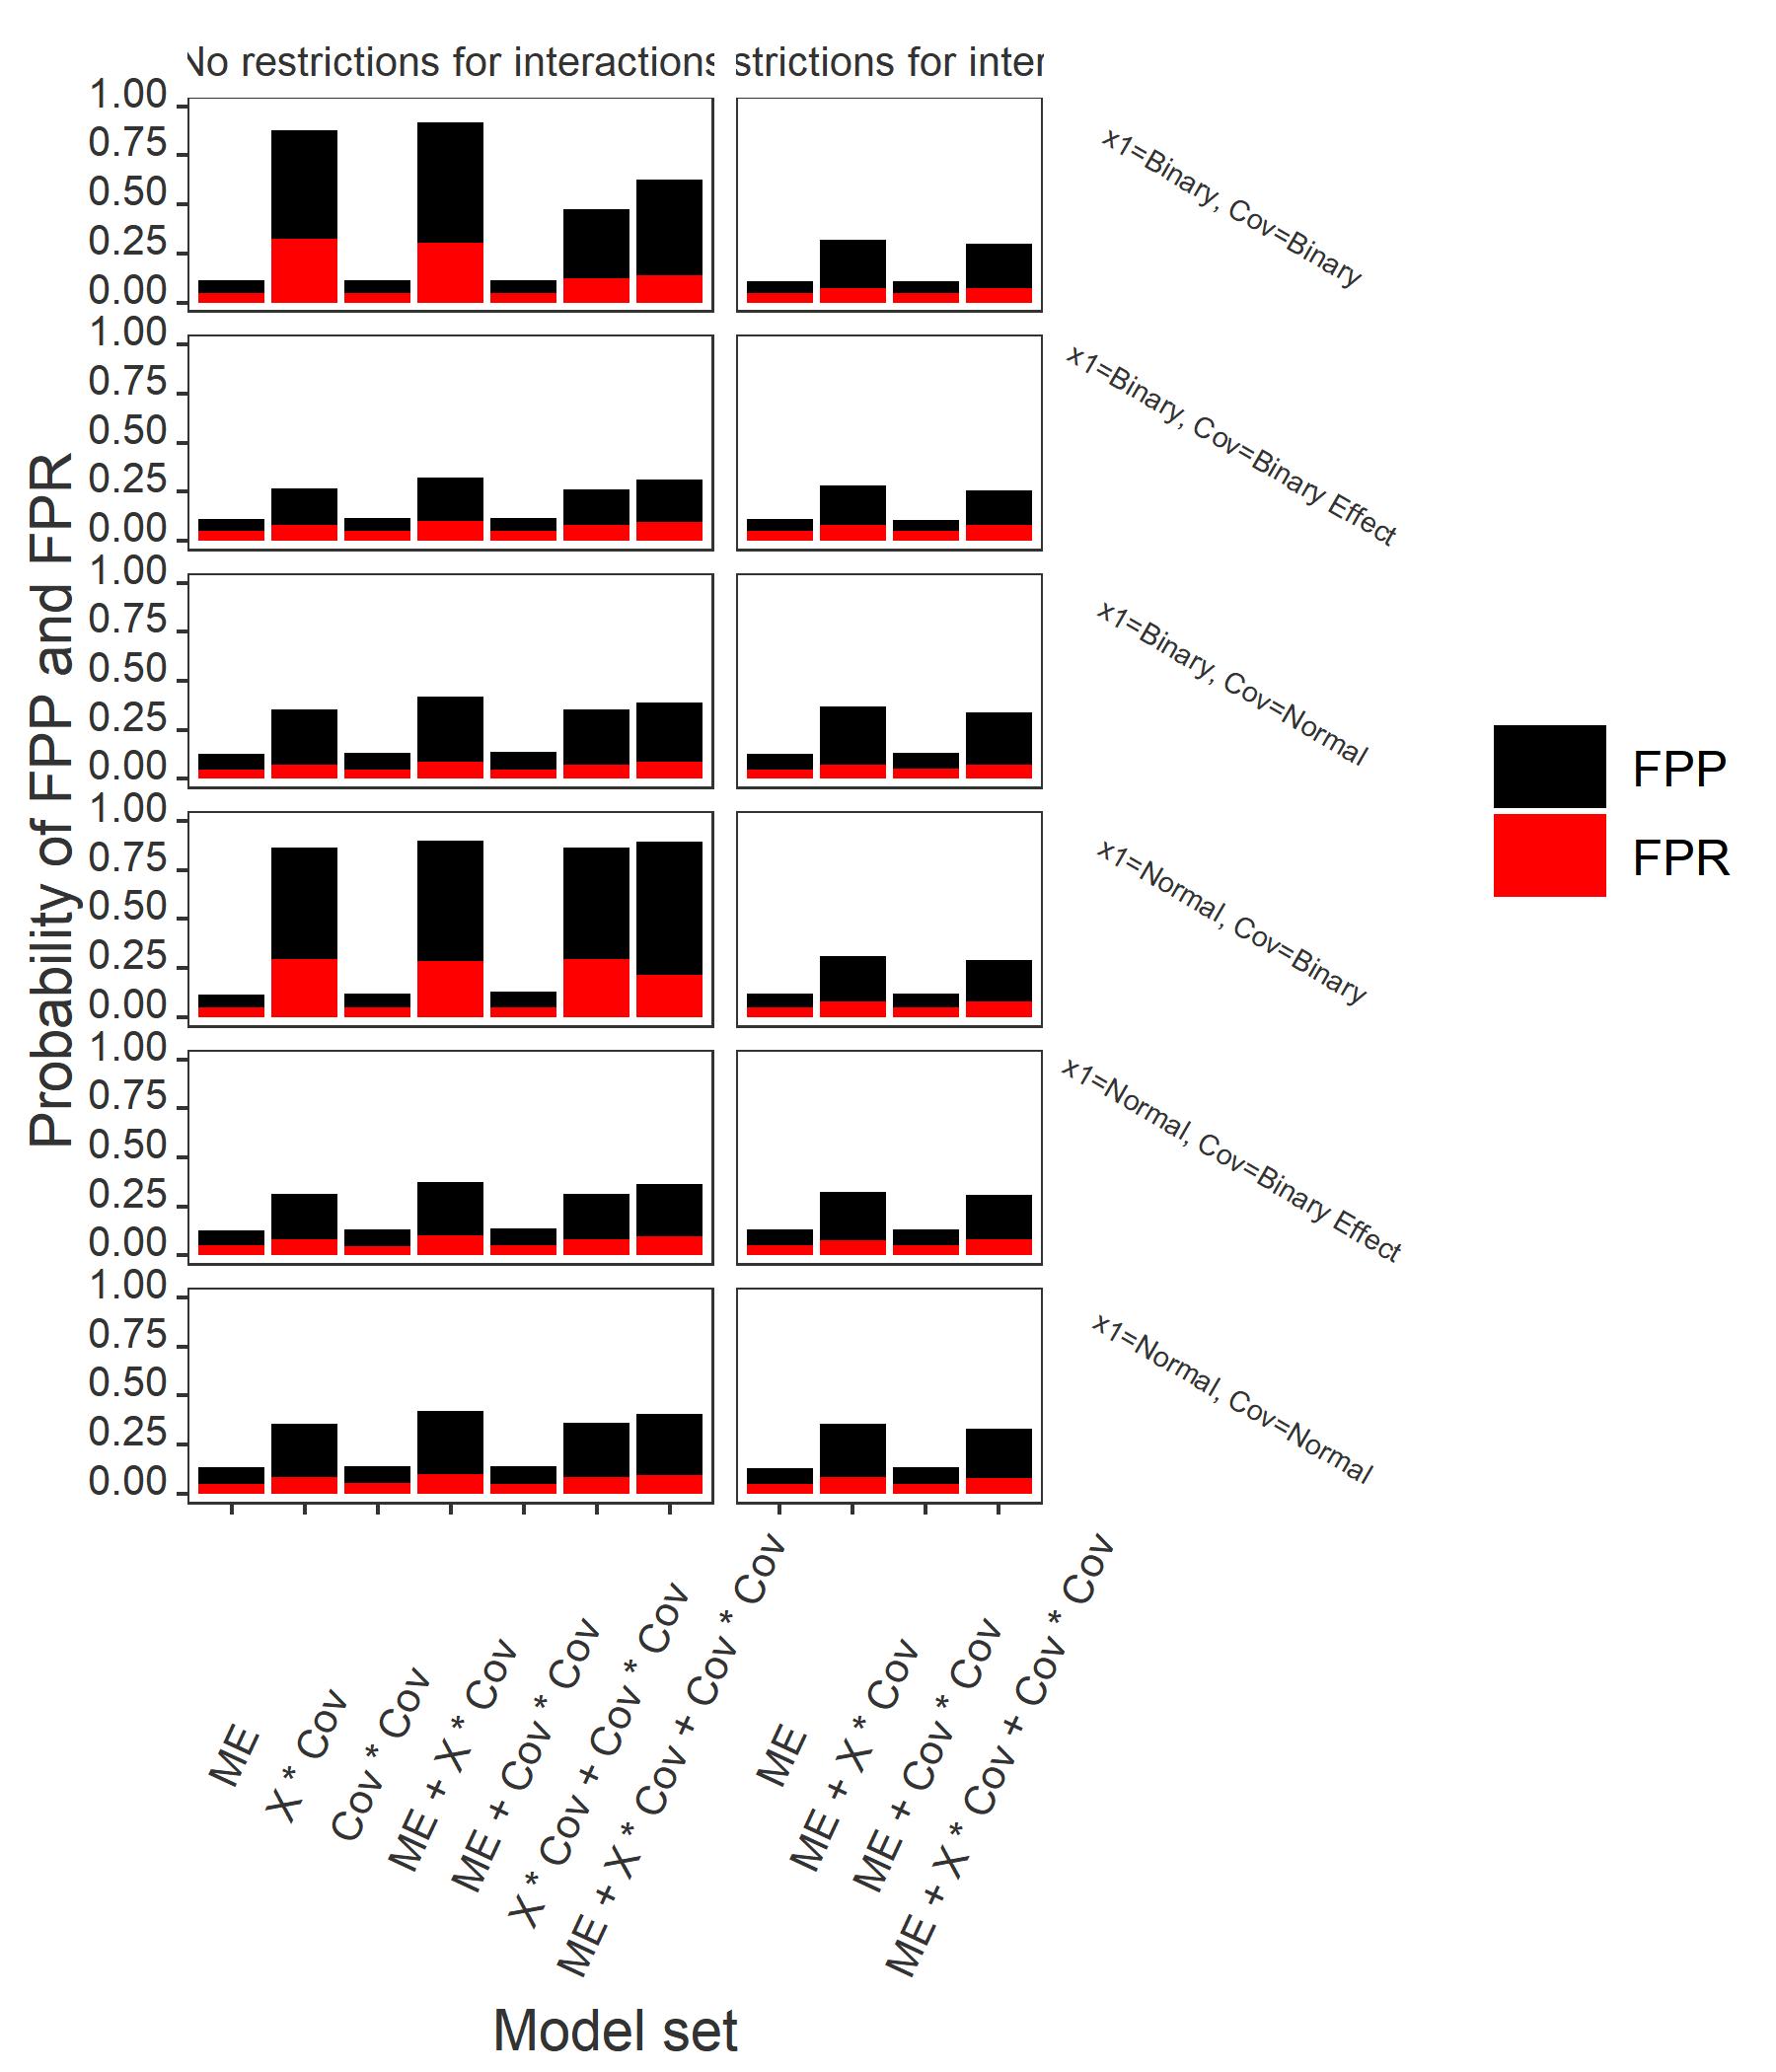 No restrictions for interactions
strictions for inter
Probability of FPP and FPR
1.00
0.75
0.50
0.25
0.00
x1=Binary, Cov=Binary
1.00
0.75
0.50
0.25
0.00
x1=Binary, Cov=Binary Effect
1.00
0.75
0.50
0.25
0.00
x1=Binary, Cov=Normal
1.00
0.75
0.50
0.25
0.00
x1=Normal, Cov=Binary
1.00
0.75
0.50
0.25
0.00
x1=Normal, Cov=Binary Effect
1.00
0.75
0.50
0.25
0.00
x1=Normal, Cov=Normal
FPP
FPR
ME
X * Cov
Cov * Cov
ME + X * Cov
ME + Cov * Cov
X * Cov + Cov * Cov
ME + X * Cov + Cov * Cov
ME
ME + X * Cov
ME + Cov * Cov
ME + X * Cov + Cov * Cov
Model set